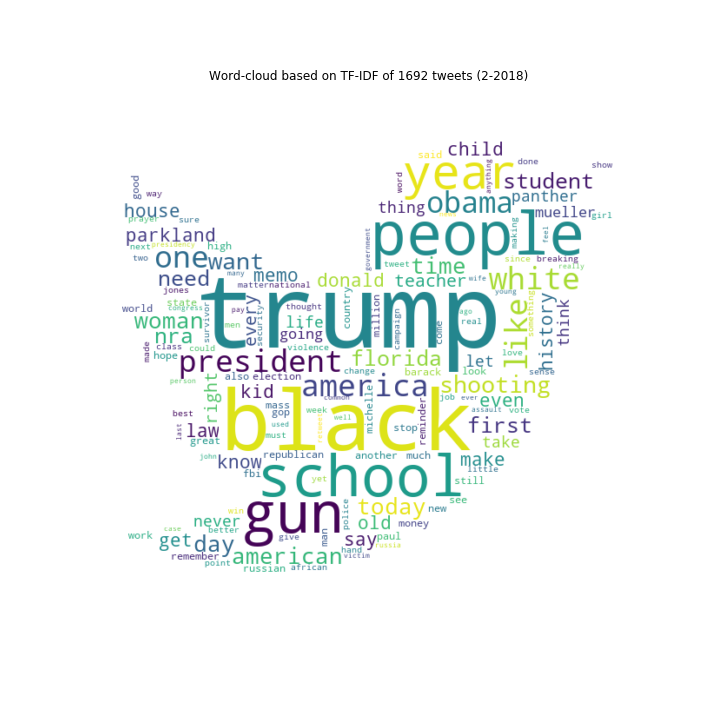 Word-cloud based on TF-IDF of 1692 tweets (2-2018)
child
said
done
show
year
anything
word
student
good
way
obama
panther
house
prayer
sure
thing
mueller
girl
parkland
people
making
feel
government
next
presidency
high
two
one
want
time
since
breaking
need
many
memo
matternational
donald
tweet
teacher
wife
white
really
jones
trump
young
something
world
state
congress
survivor
pay
every
security
thought
life
country
million
campaign
come
ago
real
like
history
think
woman
men
nra
could
going
violence
made
class
hope
president
florida
let
love
sense
person
also
election
change
barack
look
right
kid
america
shooting
common
michelle
job
ever
even
best
mass
gop
week
black
reminder
assault
vote
last
law
great
used
must
retweet
well
stop
first
take
john
know
republican
another
much
make
little
fbi
school
yet
still
win
gun
today
see
never
better
old
money
new
work
case
get
day
give
man
police
say
paul
russia
remember
american
hand
victim
point
russian
african